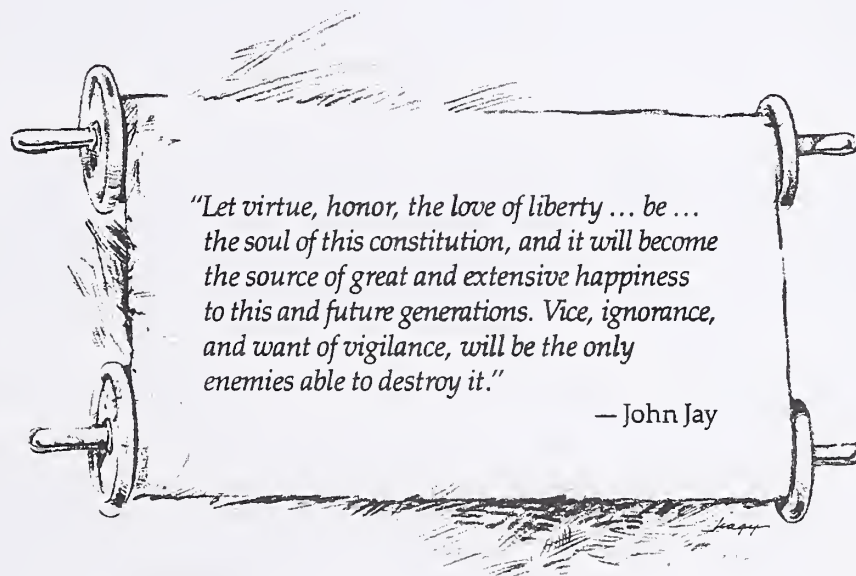 “Let virtue, honor, the love of liberty ... be ...
the soul of this constitution, and it will become
the source of great and extensive happiness
to this and future generations. Vice, ignorance,
and want of vigilance, will be the only
enemies able to destroy it.”
— John Jay